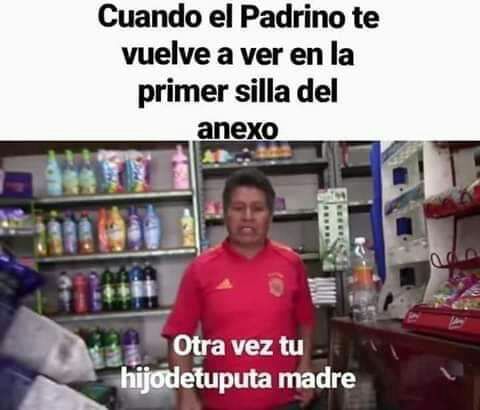 Cuando el Padrino te
vuelve a ver en la
primer silla del
anexo
Otra vez tu
hijodetuputa madre